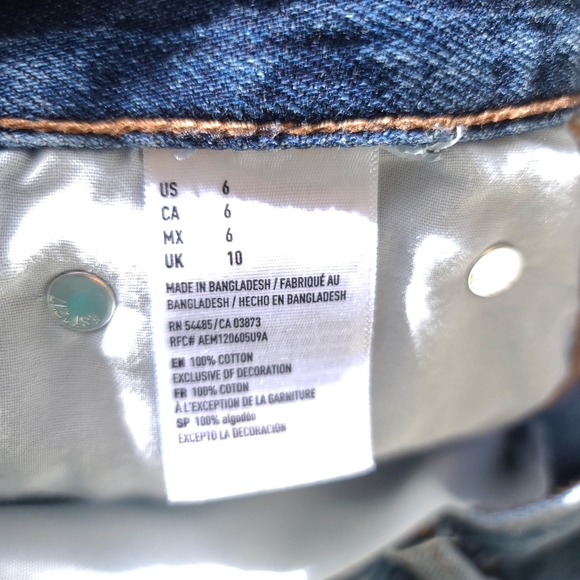 US 6
CA 6
MX 6
UK 10
MADE IN BANGLADESH / FABRIQUÉ AU
BANGLADESH / HECHO EN BANGLADESH
RN 54485/CA 03873
RFC# AEM120605U9A
EN 100% COTTON
EXCLUSIVE OF DECORATION
FR 100% COTON
À L'EXCEPTION DE LA GARNITURE
SP 100% algodón
EXCEPTO LA DECORACIÓN